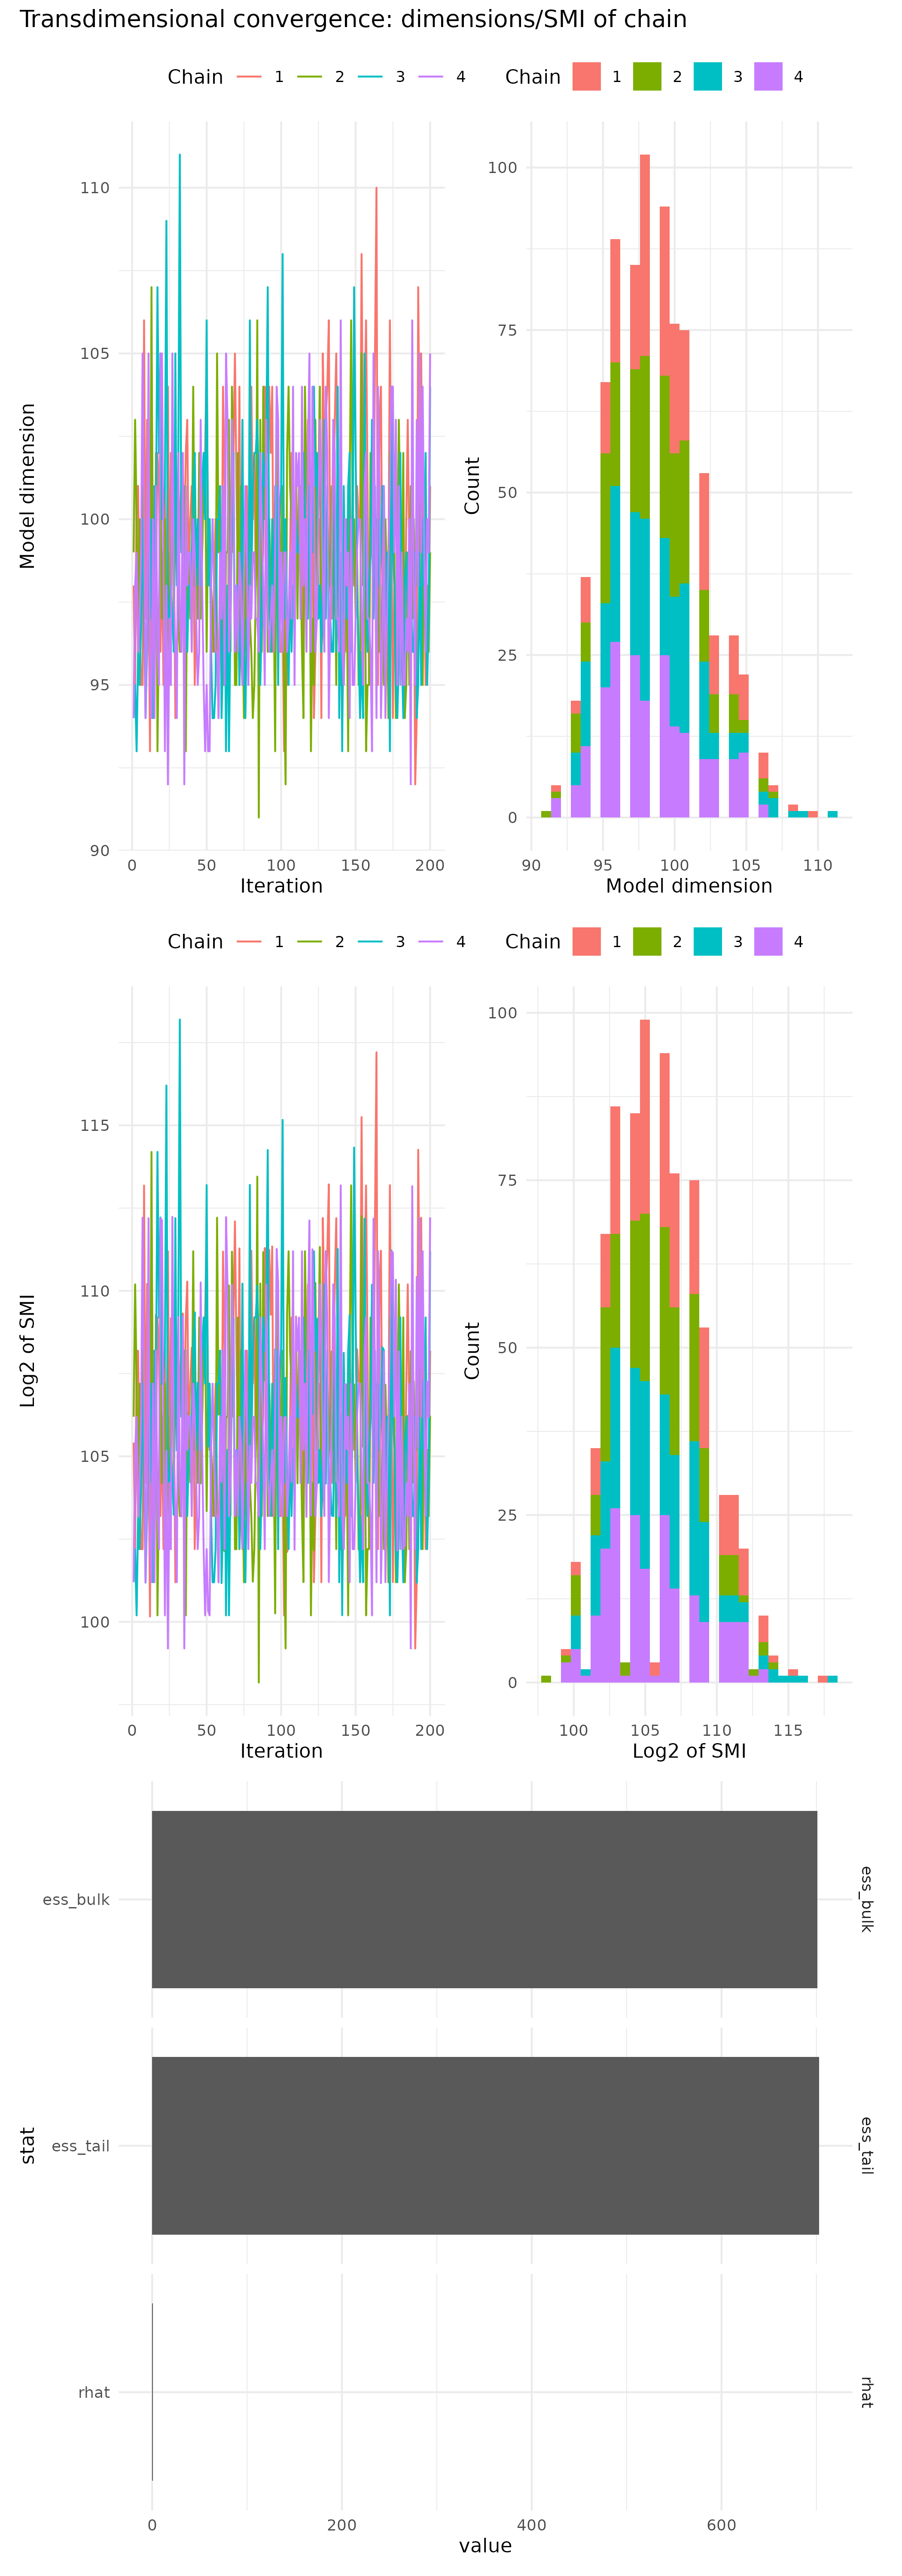 Transdimensional convergence: dimensions/SMI of chain
Chain 1 2 3 4
Chain 1 2 3 4
110
105
100
95
90
Model dimension
0 50 100 150 200
Iteration
100
75
50
25
0
Count
90 95 100 105 110
Model dimension
Chain 1 2 3 4
Chain 1 2 3 4
115
110
105
100
Log2 of SMI
0 50 100 150 200
Iteration
100
75
50
25
0
Count
100 105 110 115
Log2 of SMI
stat
ess_bulk
ess_bulk
ess_tail
ess_tail
rhat
rhat
0 200 400 600
value